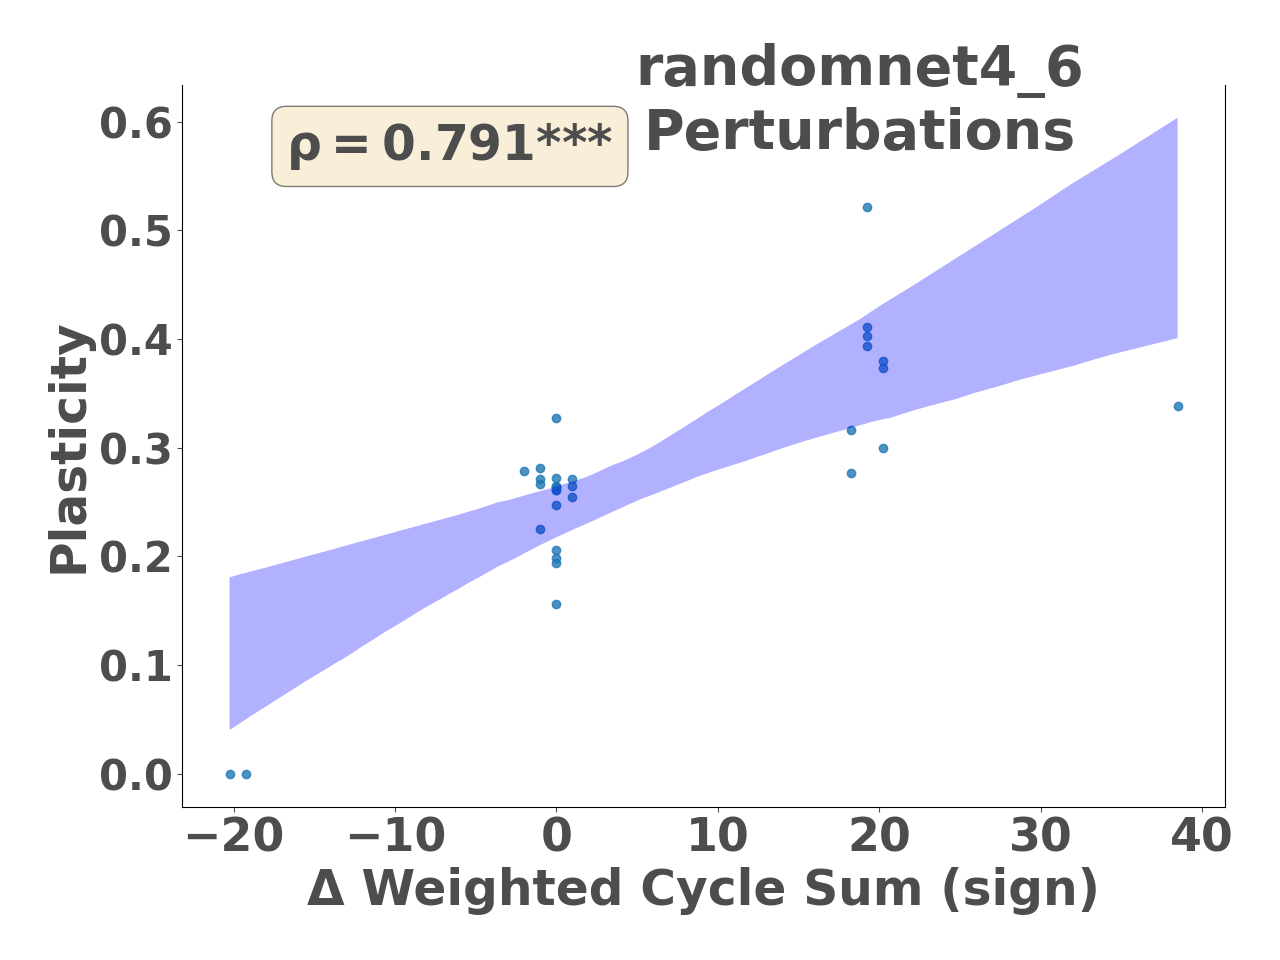 randomnet4_6
Perturbations
ρ = 0.791***
0.6
0.5
0.4
0.3
0.2
0.1
0.0
Plasticity
−20 −10 0 10 20 30 40
Δ Weighted Cycle Sum (sign)